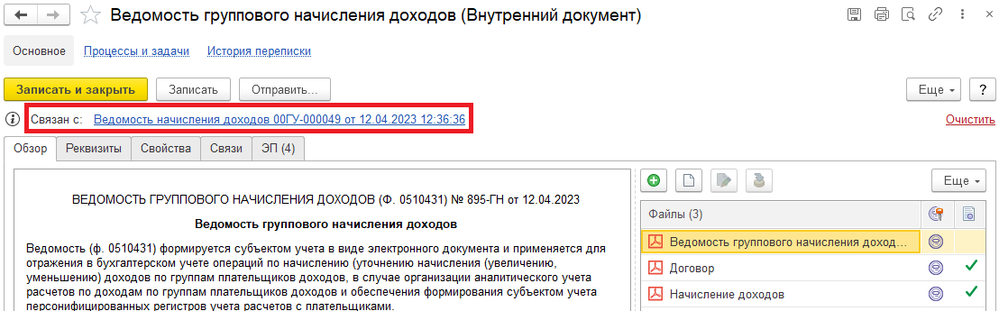 Ведомость группового начисления доходов (Внутренний документ)
Основное Процессы и задачи История переписки
Записать и закрыть Записать Отправить... Еще ?
Связан с: Ведомость начисления доходов 00ГУ-000049 от 12.04.2023 12:36:36 Очистить
Обзор Реквизиты Свойства Связи ЭП (4)
ВЕДОМОСТЬ ГРУППОВОГО НАЧИСЛЕНИЯ ДОХОДОВ (Ф. 0510431) № 895-ГН от 12.04.2023
Ведомость группового начисления доходов
Ведомость (ф. 0510431) формируется субъектом учета в виде электронного документа и применяется для
отражения в бухгалтерском учете операций по начислению (уточнению начисления (увеличению,
уменьшению) доходов по группам плательщиков доходов, в случае организации аналитического учета
расчетов по доходам по группам плательщиков доходов и обеспечения формирования субъектом учета
персонифицированных регистров учета расчетов с плательщиками.
Еще
Файлы (3)
Ведомость группового начисления доход...
Договор
Начисление доходов